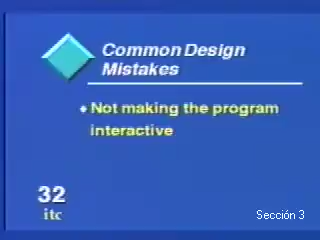 Common Design
Mistakes
Not making the program
interactive
32
itc
Sección 3